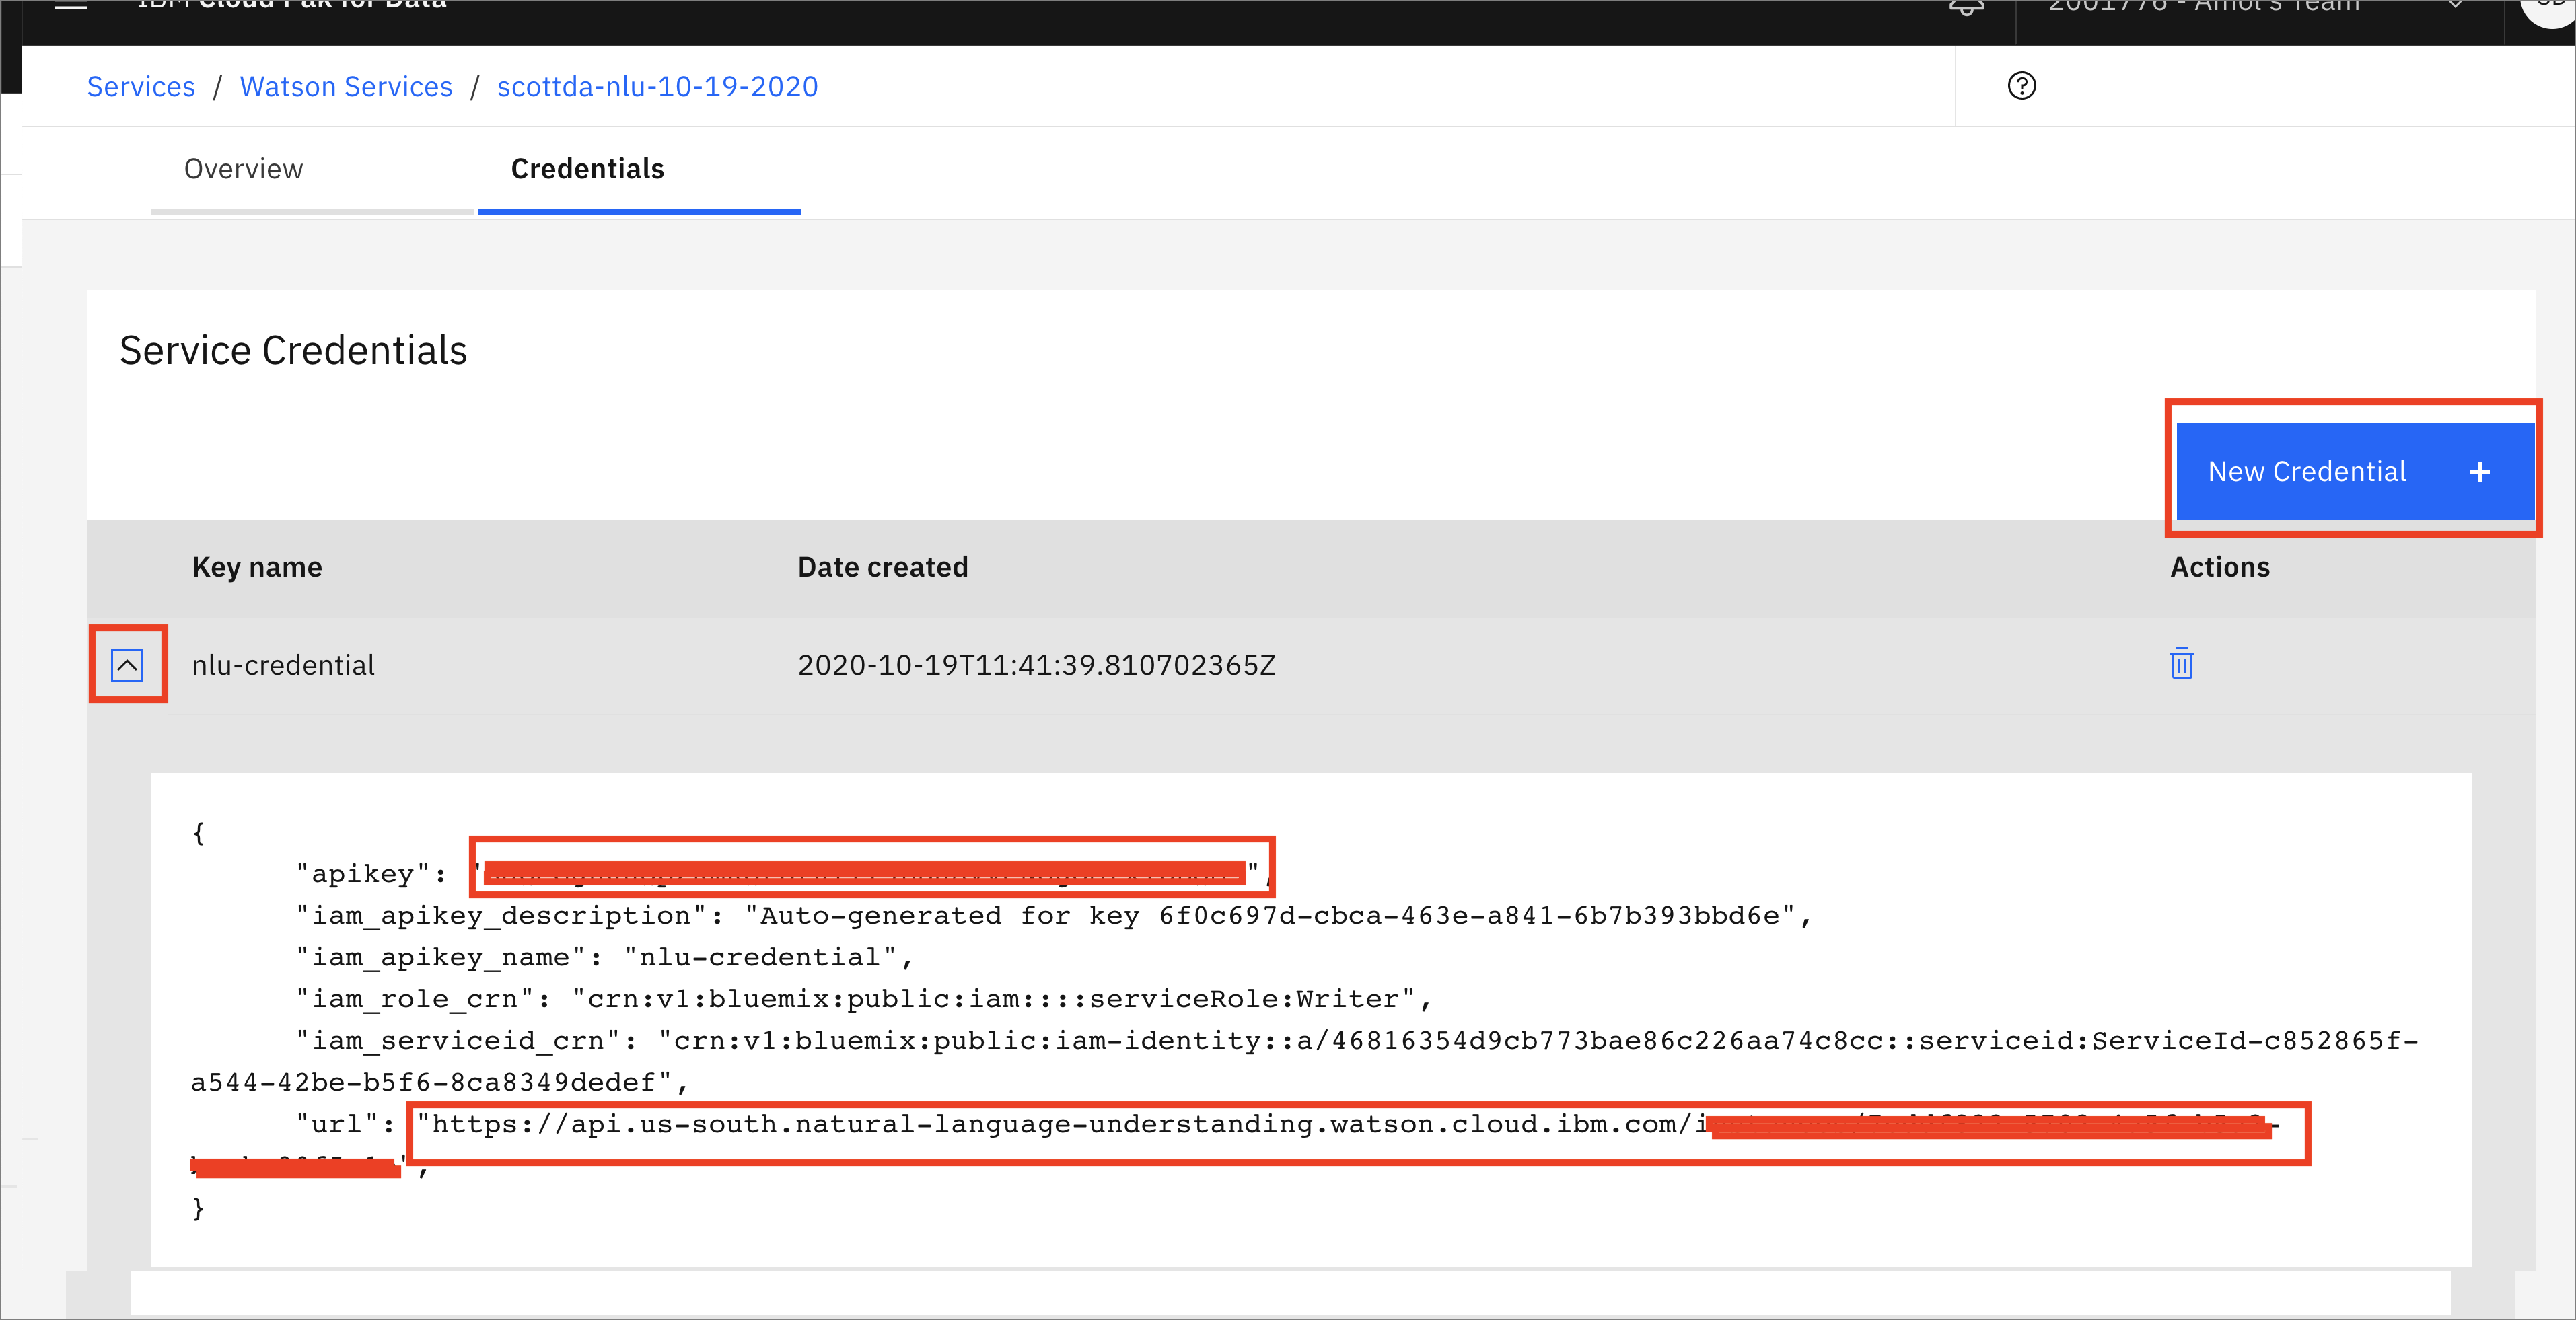 IBM Cloud Pak for Data
2001776 - Amol's Team
Services / Watson Services / scottda-nlu-10-19-2020
Overview
Credentials
Service Credentials
New Credential +
Key name Date created Actions
nlu-credential 2020-10-19T11:41:39.810702365Z
{
"apikey": "",
"iam_apikey_description": "Auto-generated for key 6f0c697d-cbca-463e-a841-6b7b393bbd6e",
"iam_apikey_name": "nlu-credential",
"iam_role_crn": "crn:v1:bluemix:public:iam::::serviceRole:Writer",
"iam_serviceid_crn": "crn:v1:bluemix:public:iam-identity::a/46816354d9cb773bae86c226aa74c8cc::serviceid:ServiceId-c852865f-
a544-42be-b5f6-8ca8349dedef",
"url": "https://api.us-south.natural-language-understanding.watson.cloud.ibm.com/i
",
}